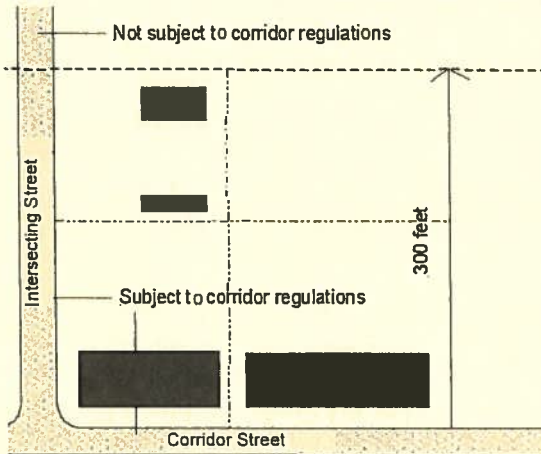 Not subject to corridor regulations
Intersecting Street
300 feet
Subject to corridor regulations
Corridor Street